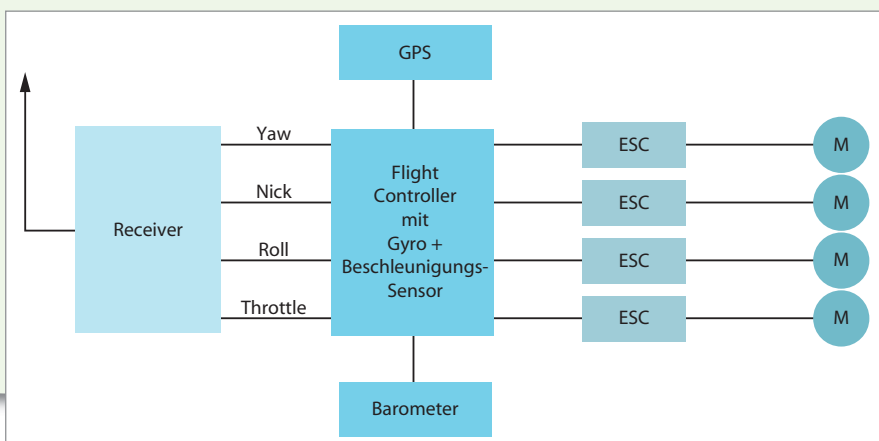 GPS
Yaw
Nick
Roll
Throttle
Receiver
Flight
Controller
mit
Gyro +
Beschleunigungs-
Sensor
ESC
M
ESC
M
ESC
M
ESC
M
Barometer